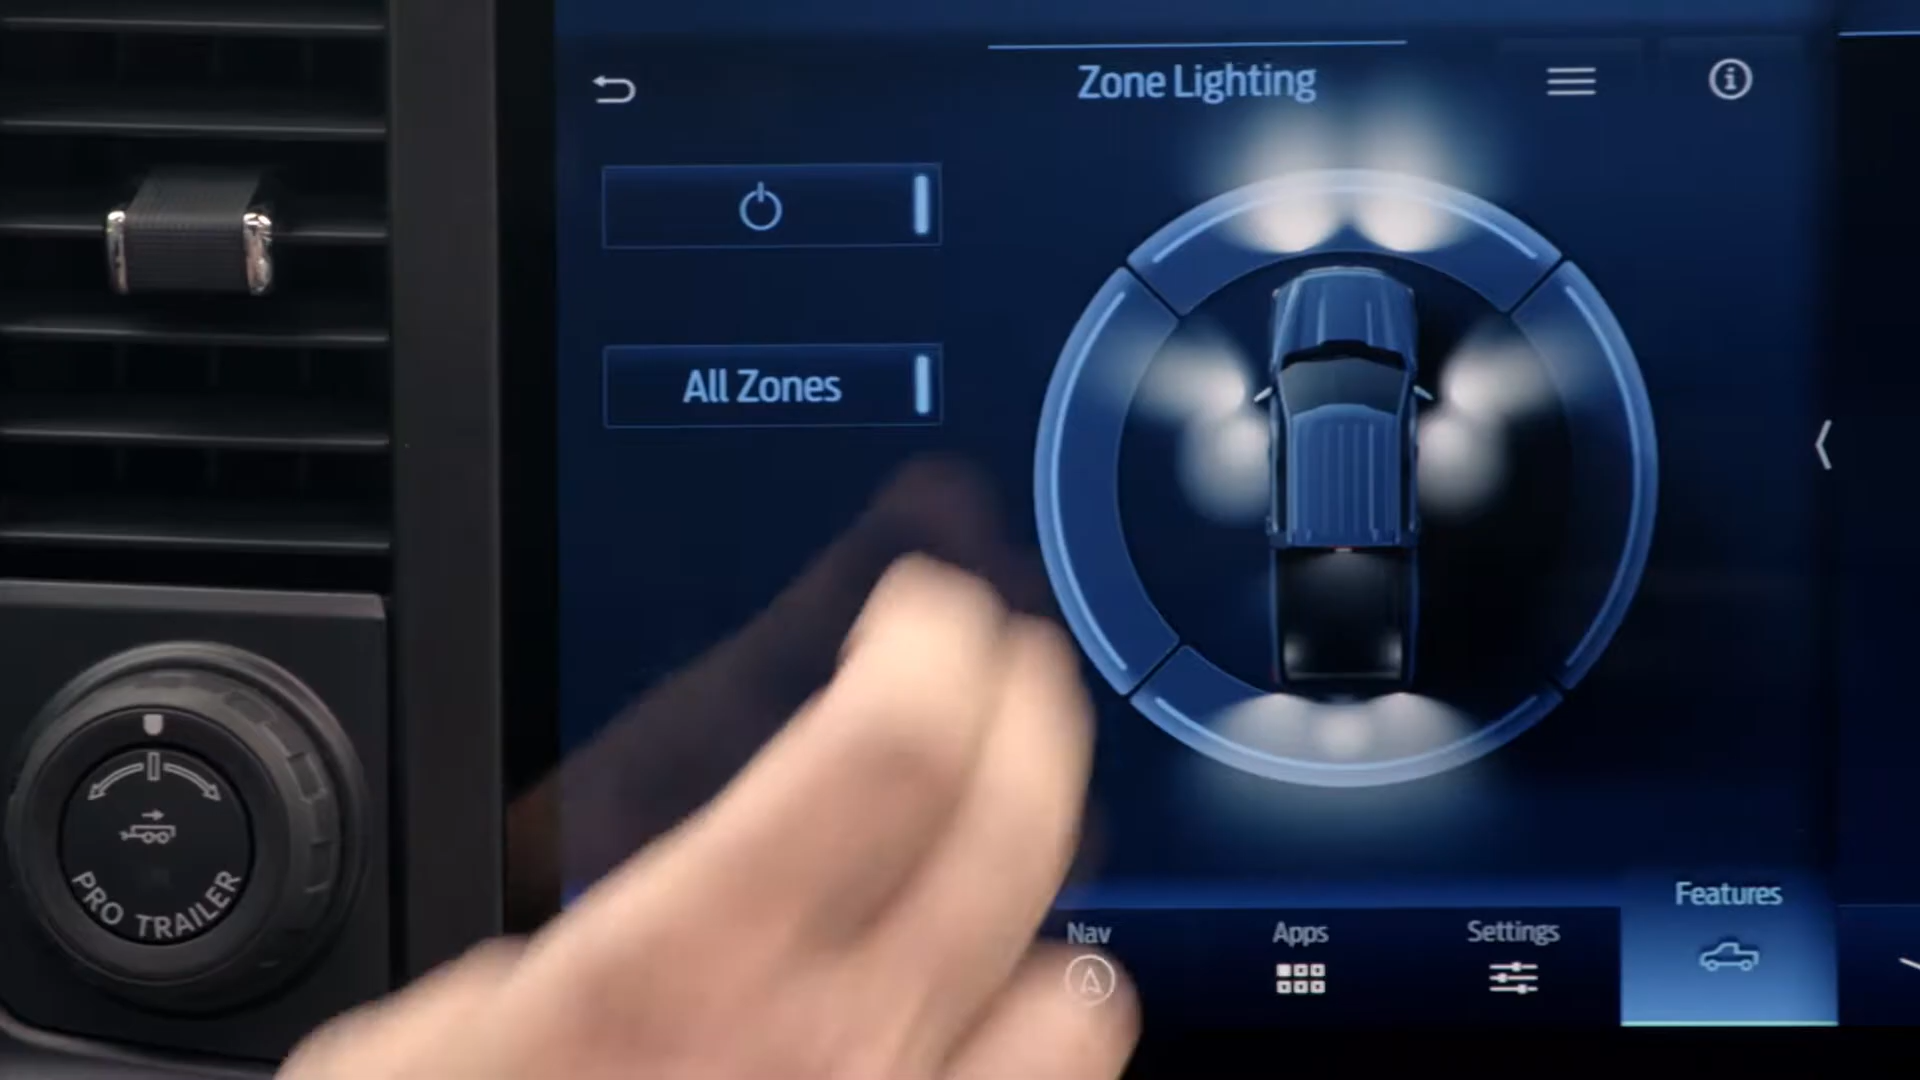 Zone Lighting
All Zones
PRO TRAILER
Nav
Apps
Settings
Features